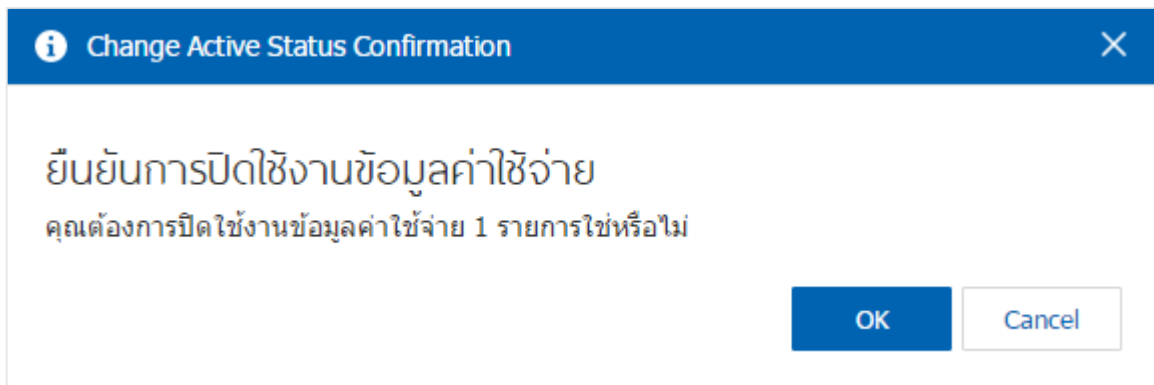 Change Active Status Confirmation
ยืนยันการปิดใช้งานข้อมูลค่าใช้จ่าย
คุณต้องการปิดใช้งานข้อมูลค่าใช้จ่าย 1 รายการใช่หรือไม่
OK Cancel